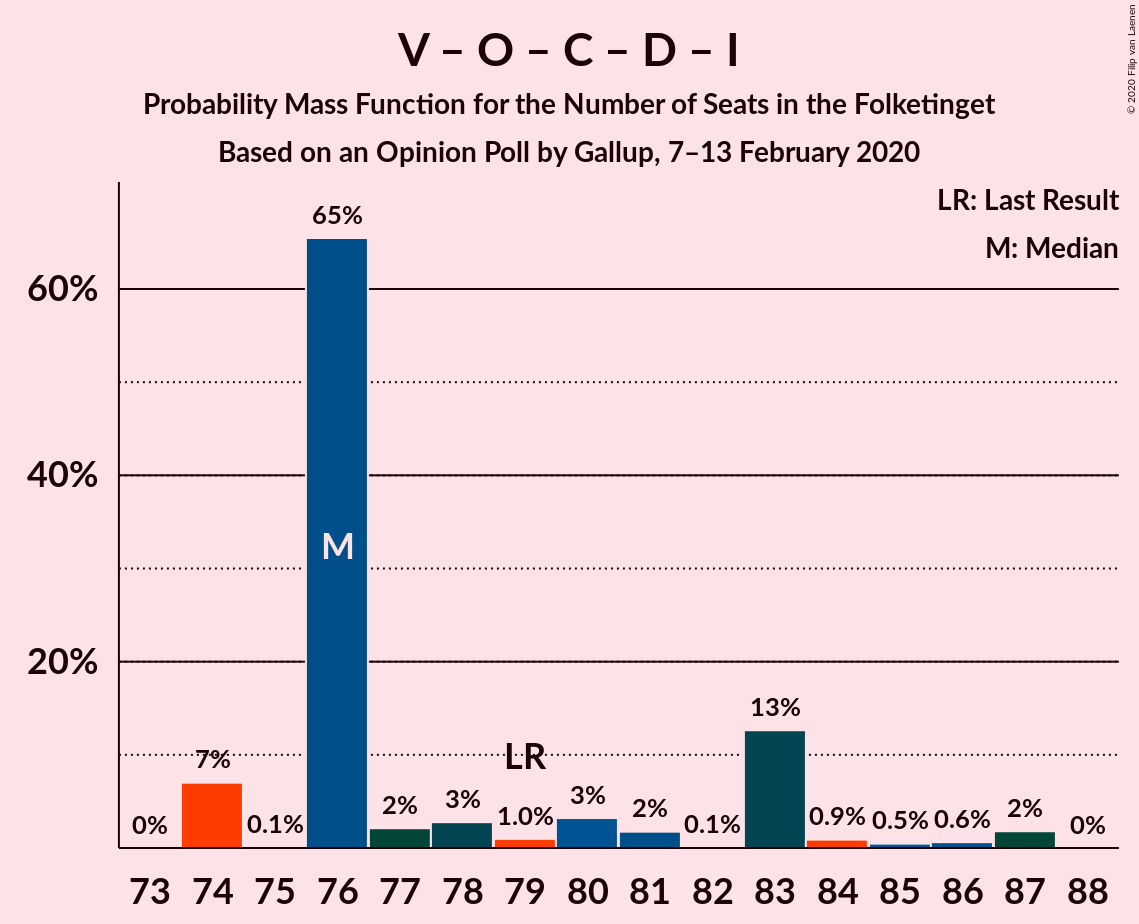 V – O – C – D – I
Probability Mass Function for the Number of Seats in the Folketinget
Based on an Opinion Poll by Gallup, 7–13 February 2020
© 2020 Filip van Laenen
LR: Last Result
M: Median
60%
40%
20%
0%
7%
0.1%
65%
M
2%
3%
1.0%
LR
3%
2%
0.1%
13%
0.9%
0.5%
0.6%
2%
0%
73 74 75 76 77 78 79 80 81 82 83 84 85 86 87 88